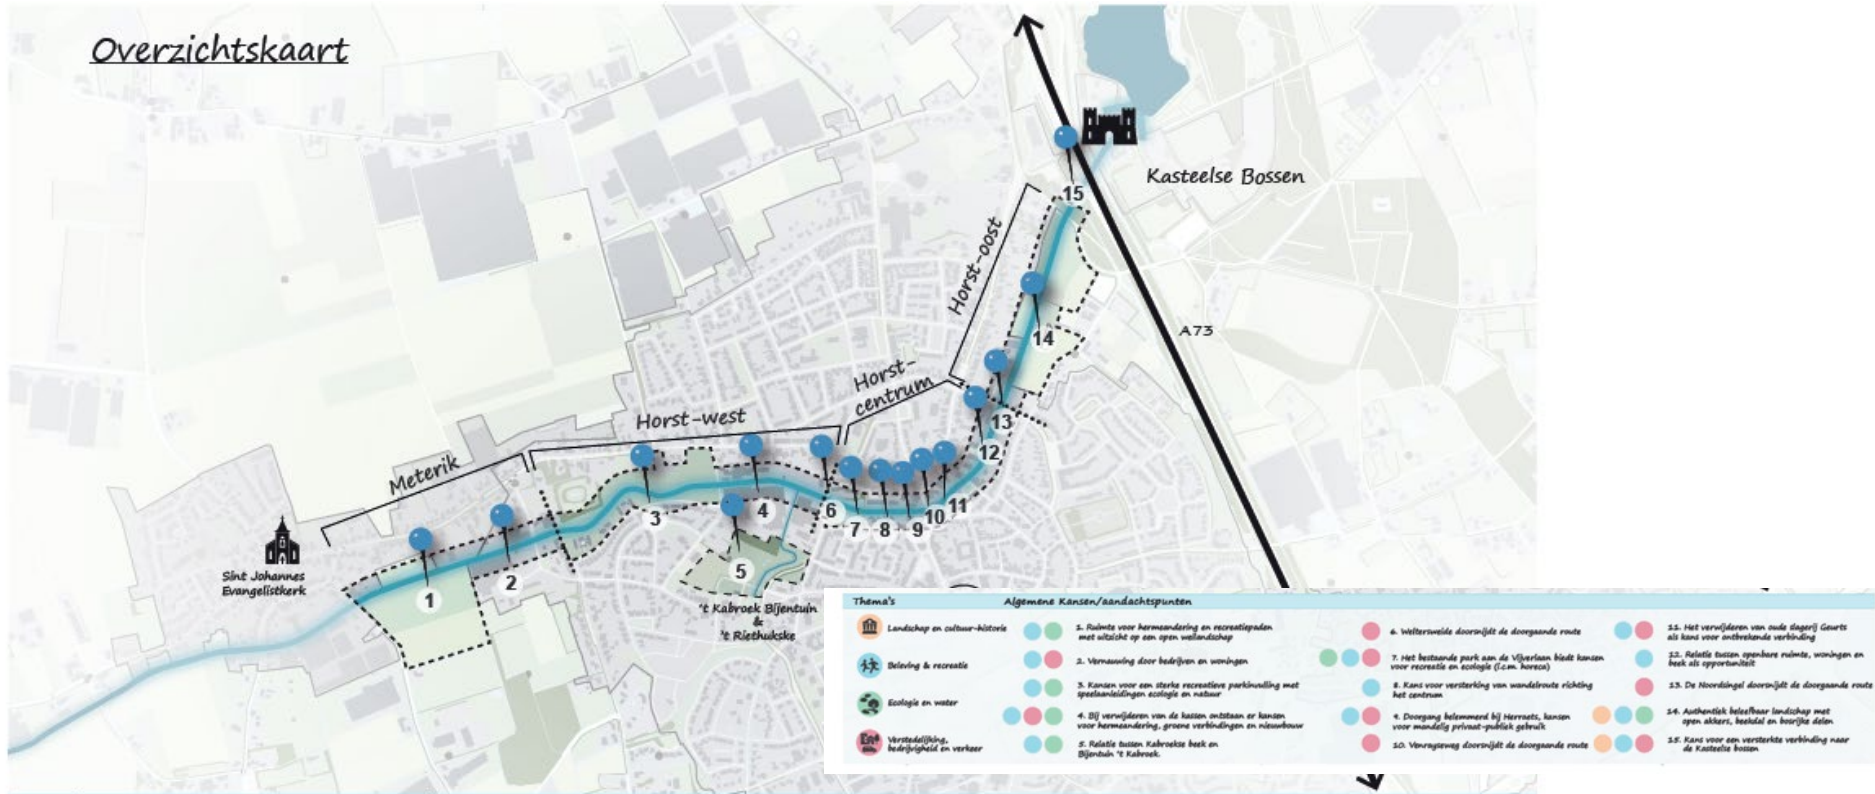 Overzichtskaart
Kasteelse Bossen
15
Horst-oost
A73
14
Horst-
centrum
13
Horst-west
12
Meterik
11
10
9
8
7
6
4
3
5
2
1
Sint Johannes
Evangelistkerk
't Kabroek Bijentuin
&
't Riethukske
Thema's
Landschap en cultuur-historie
Beleving & recreatie
Ecologie en water
Verstedelijking,
bedrijvigheid en verkeer
Algemene Kansen/aandachtspunten
1. Ruimte voor hermeandering en recreatiepaden
met uitzicht op een open weilandschap
2. Vernauwing door bedrijven en woningen
3. Kansen voor een sterke recreatieve parkinvulling met
speelaanleidingen ecologie en natuur
4. Bij verwijderen van de kassen ontstaan er kansen
voor hermeandering, groene verbindingen en nieuwbouw
5. Relatie tussen Kabroekse beek en
Bijentuin 't Kabroek.
6. Weltersweide doorsnijdt de doorgaande route
7. Het bestaande park aan de Vijverlaan biedt kansen
voor recreatie en ecologie (i.c.m. horeca)
8. Kans voor versterking van wandelroute richting
het centrum
9. Doorgang belemmerd bij Herraets, kansen
voor mandelig privaat-publiek gebruik
10. Venrayseweg doorsnijdt de doorgaande route
11. Het verwijderen van oude slagerij Geurts
als kans voor ontbrekende verbinding
12. Relatie tussen openbare ruimte, woningen en
beek als opportuniteit
13. De Noordsingel doorsnijdt de doorgaande route
14. Authentiek beleefbaar landschap met
open akkers, beekdal en bosrijke delen
15. Kans voor een versterkte verbinding naar
de Kasteelse bossen